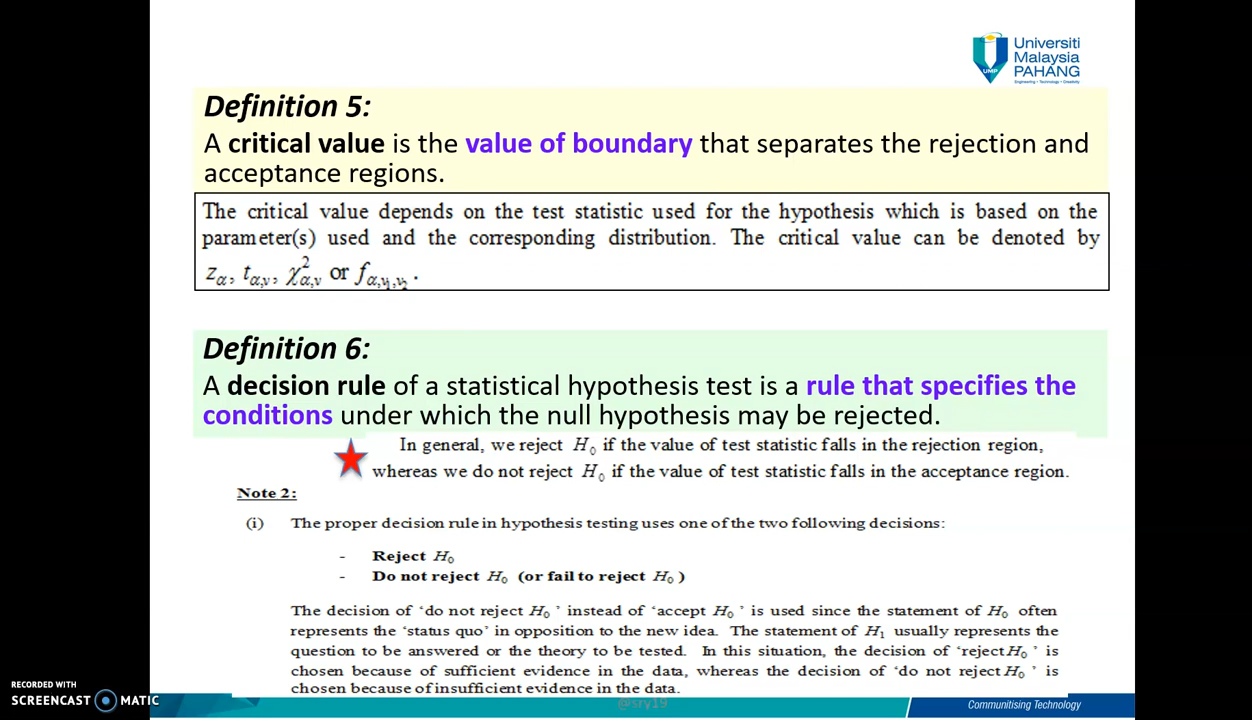 Universiti
Malaysia
PAHANG
Engineering • Technology • Creativity
UMP
Definition 5:
A critical value is the value of boundary that separates the rejection and
acceptance regions.
The critical value depends on the test statistic used for the hypothesis which is based on the
parameter(s) used and the corresponding distribution. The critical value can be denoted by
zα, tα,v, χ²α,v or fα,v₁,v₂.
Definition 6:
A decision rule of a statistical hypothesis test is a rule that specifies the
conditions under which the null hypothesis may be rejected.
In general, we reject H₀ if the value of test statistic falls in the rejection region,
whereas we do not reject H₀ if the value of test statistic falls in the acceptance region.
Note 2:
(i) The proper decision rule in hypothesis testing uses one of the two following decisions:
- Reject H₀
- Do not reject H₀ (or fail to reject H₀)
The decision of 'do not reject H₀' instead of 'accept H₀' is used since the statement of H₀ often
represents the 'status quo' in opposition to the new idea. The statement of H₁ usually represents the
question to be answered or the theory to be tested. In this situation, the decision of 'reject H₀' is
chosen because of sufficient evidence in the data, whereas the decision of 'do not reject H₀' is
chosen because of insufficient evidence in the data.
@sry19
Communitising Technology
RECORDED WITH
SCREENCAST MATIC